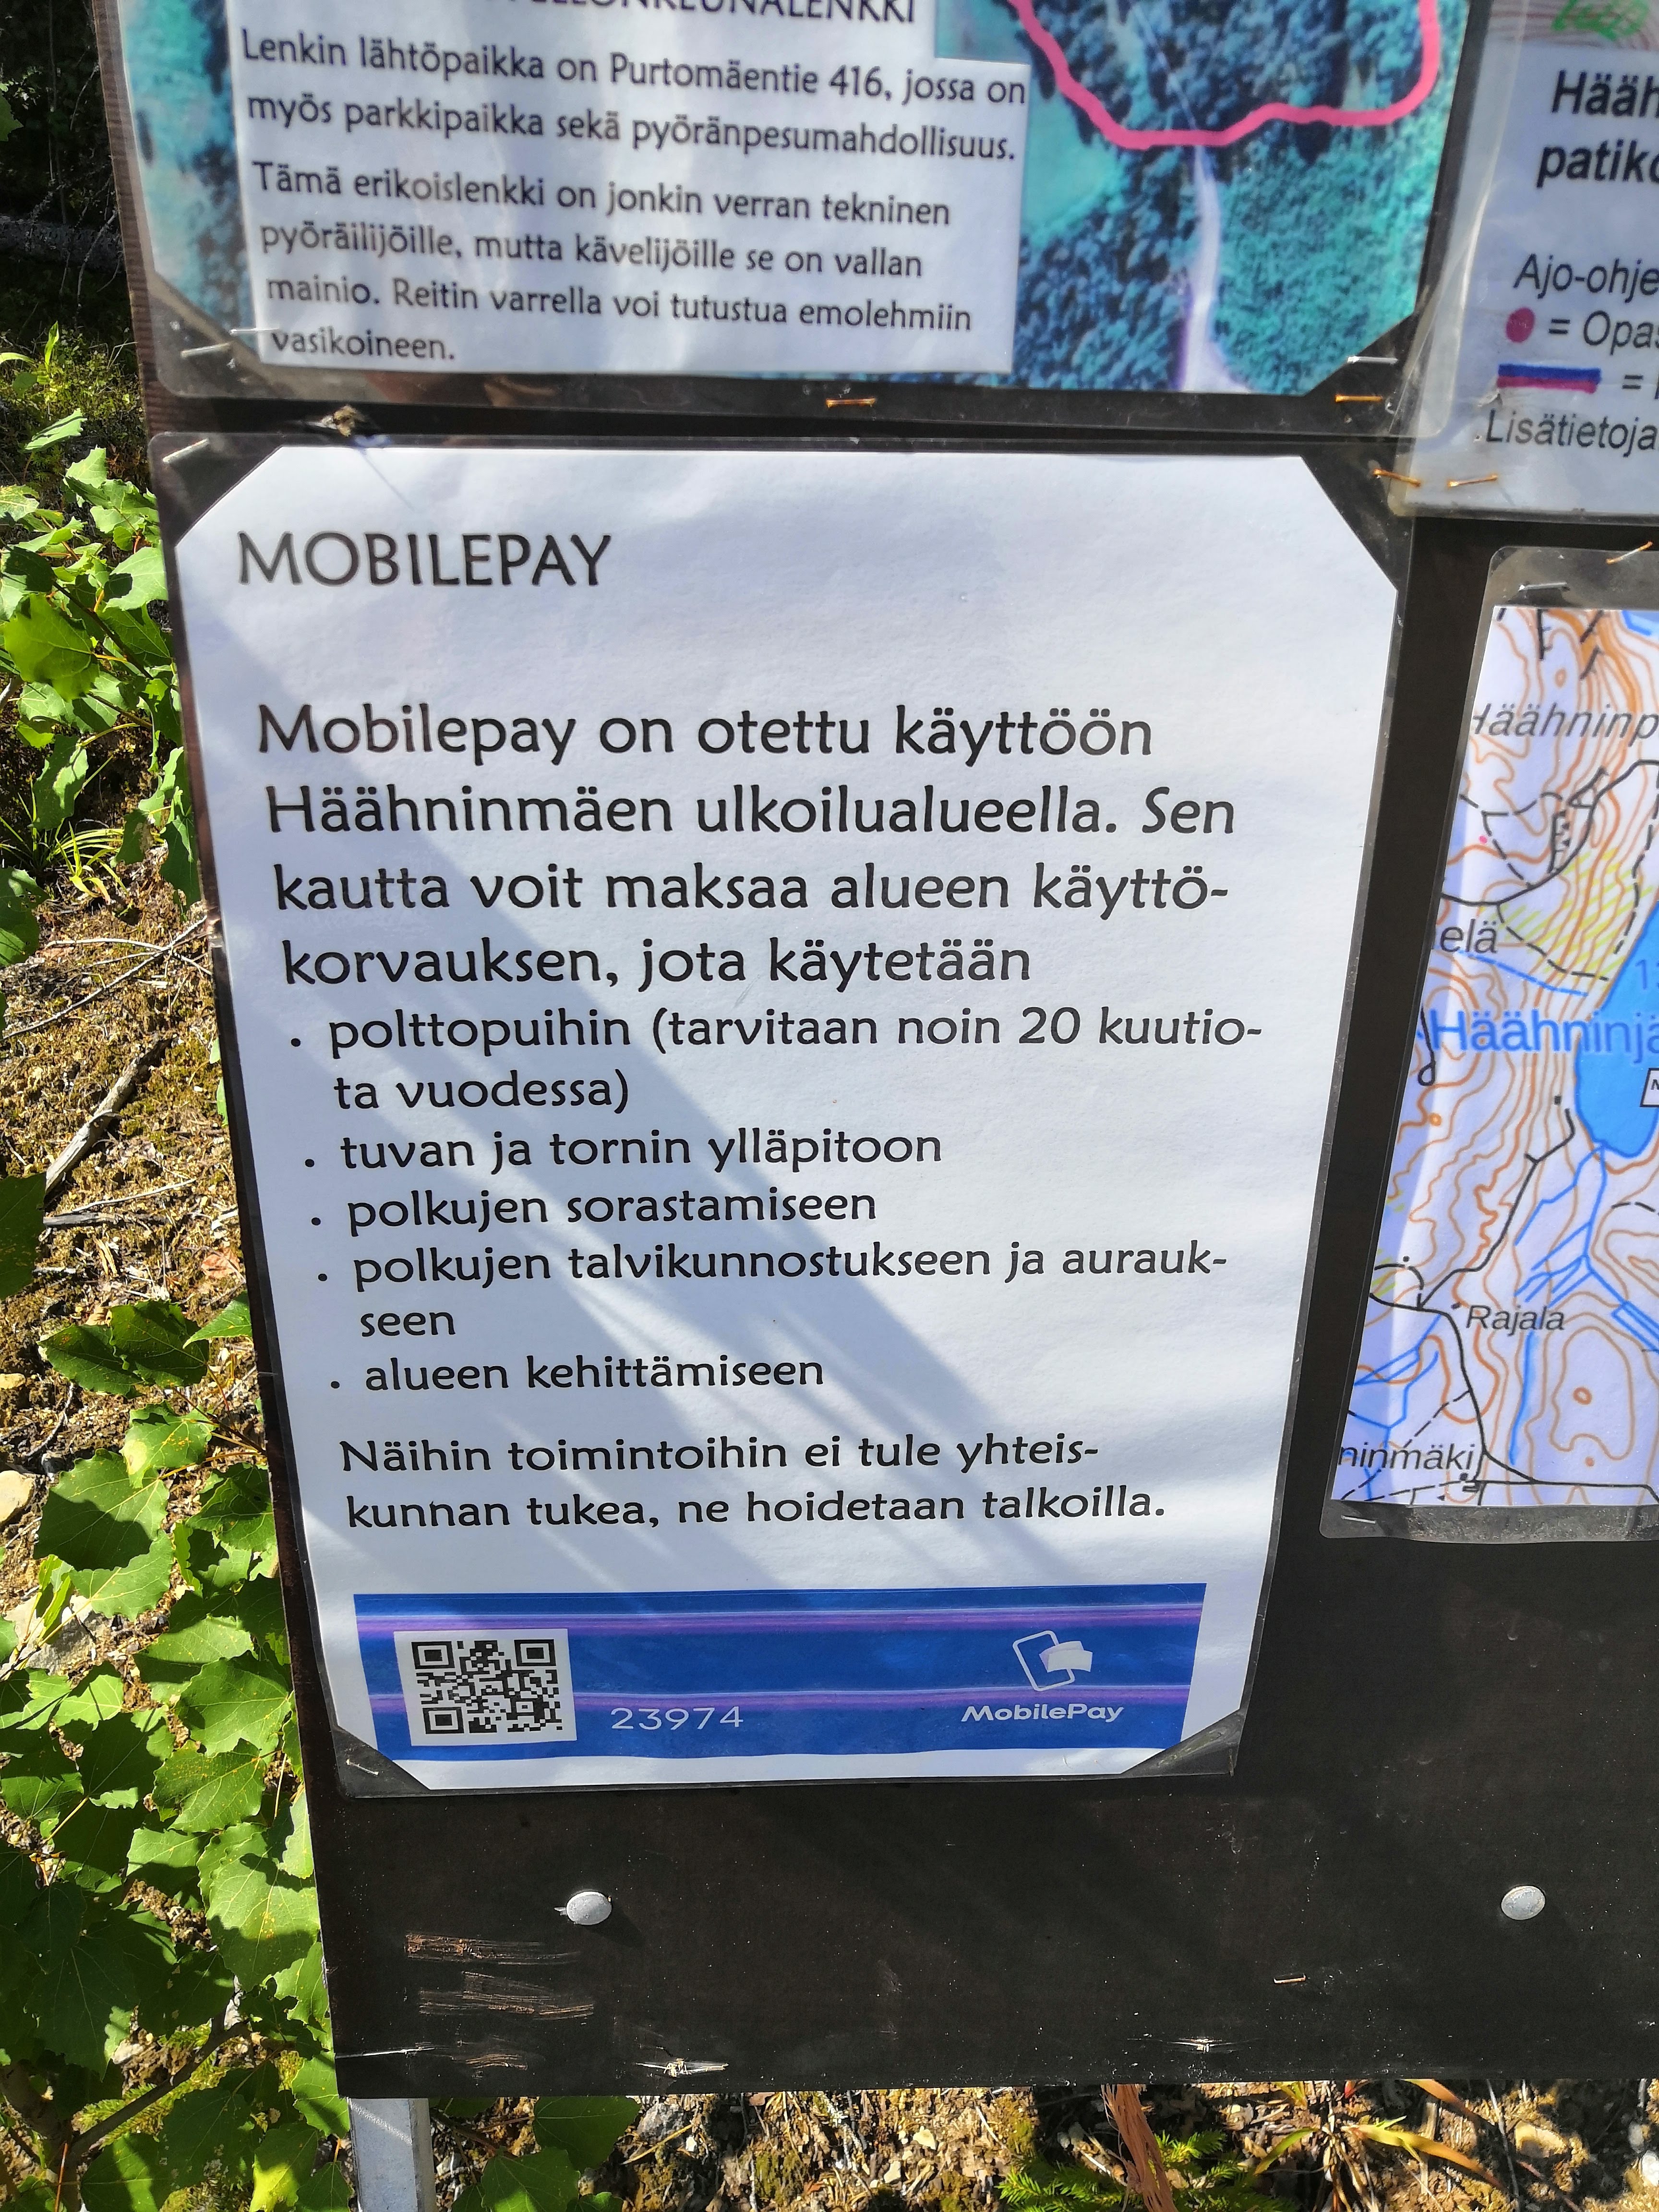 Lenkin lähtöpaikka on Purtomäentie 416, jossa on
myös parkkipaikka sekä pyöränpesumahdollisuus.
Tämä erikoislenkki on jonkin verran tekninen
pyöräilijöille, mutta kävelijöille se on vallan
mainio. Reitin varrella voi tutustua emolehmiin
vasikoineen.
MOBILEPAY
Mobilepay on otettu käyttöön
Häähninmäen ulkoilualueella. Sen
kautta voit maksaa alueen käyttö-
korvauksen, jota käytetään
. polttopuihin (tarvitaan noin 20 kuutio-
ta vuodessa)
. tuvan ja tornin ylläpitoon
. polkujen sorastamiseen
. polkujen talvikunnostukseen ja aurauk-
seen
. alueen kehittämiseen
Näihin toimintoihin ei tule yhteis-
kunnan tukea, ne hoidetaan talkoilla.
23974
MobilePay
Hääh
patiko
Ajo-ohje
= Opas
=
Lisätietoja
Häähninp
elä
Häähninjä
Rajala
ninmäki